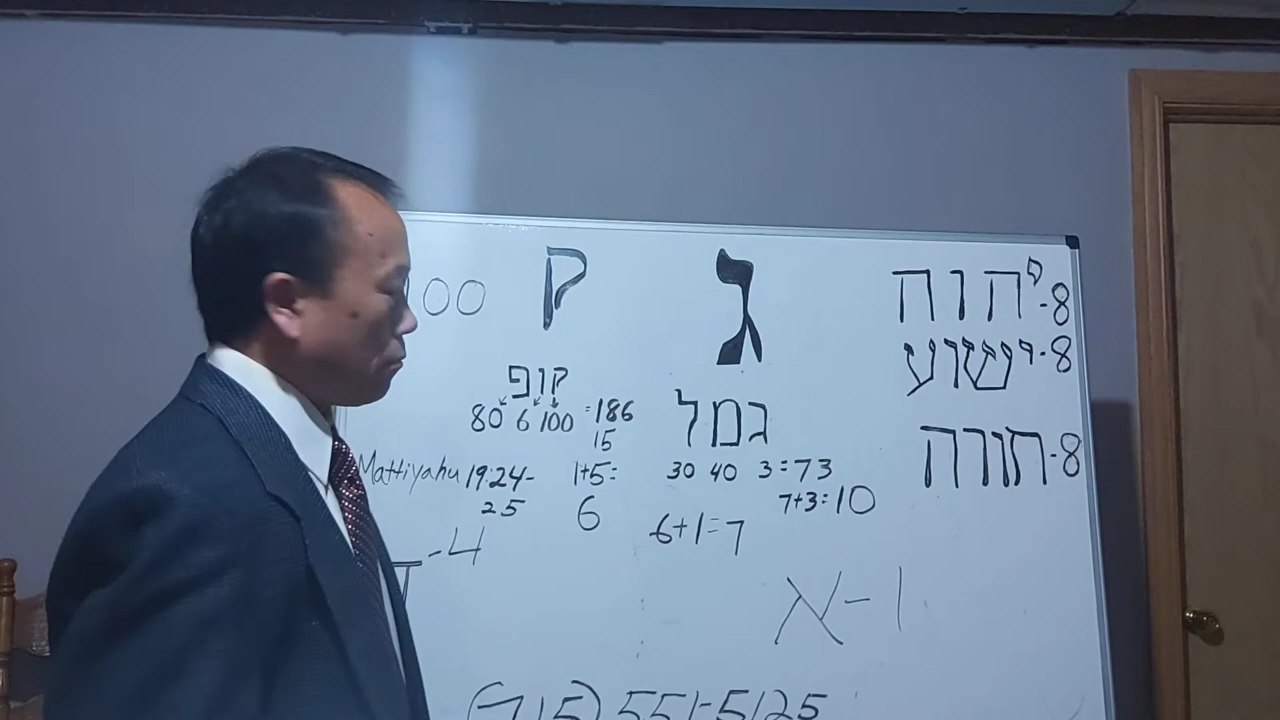 00 ק ג יהוה-8
ישוע-8
קופ
80 6 100 =186
15
גמל
תורה-8
Mattiyahu 19:24-
25
1+5=
6
30 40 3=73
7+3=10
6+1=7
ד-4
א-1
(715) 551-5125